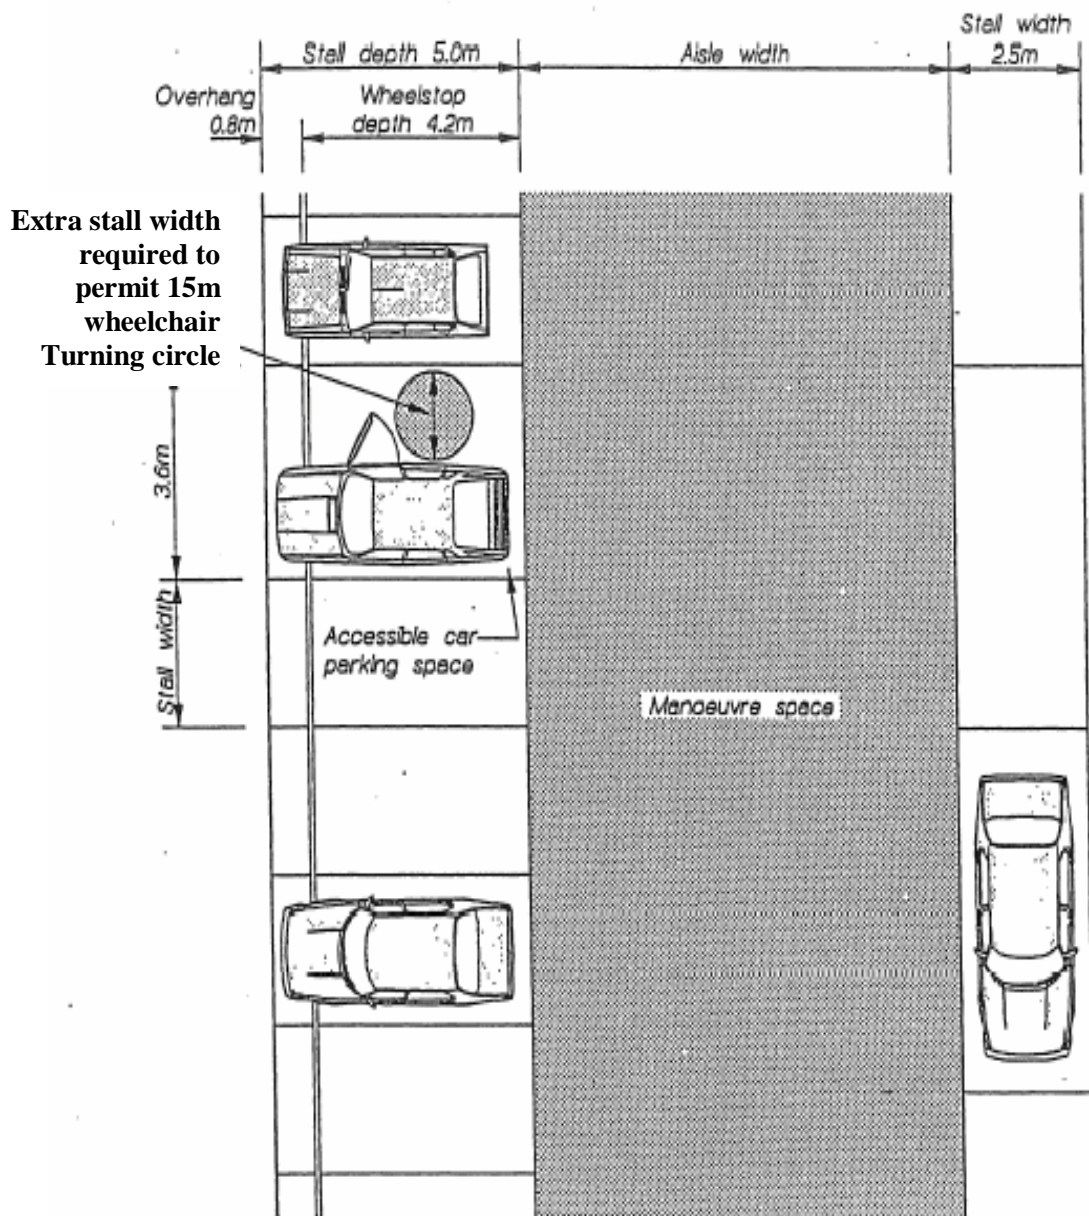 Stall width
2.5m
Stall depth 5.0m
Aisle width
Overhang
0.8m
Wheelstop
depth 4.2m
Extra stall width
required to
permit 15m
wheelchair
Turning circle
3.6m
Stall width
Accessible car
parking space
Manoeuvre space